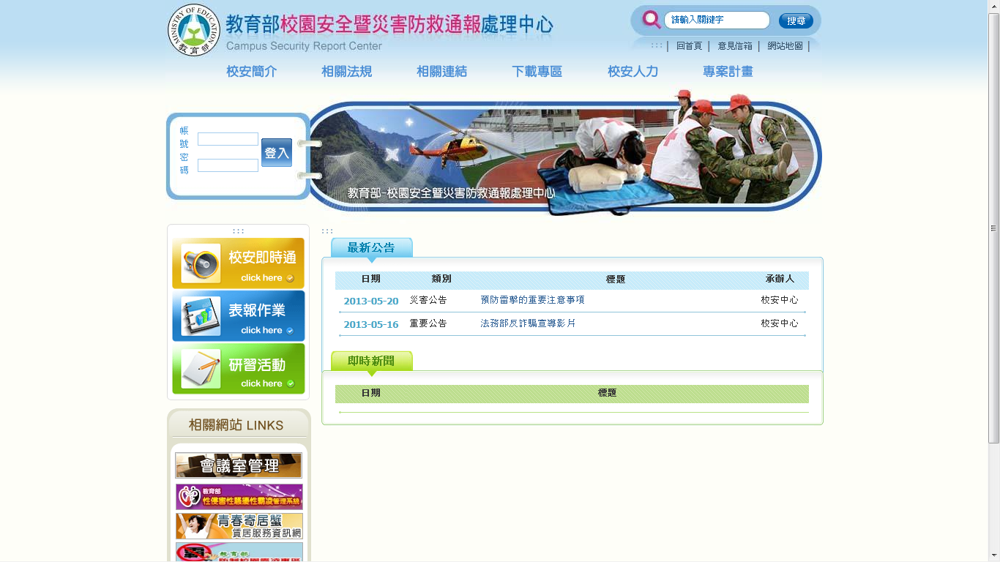 MINISTRY OF EDUCATION
教育部
教育部校園安全暨災害防救通報處理中心
Campus Security Report Center
請輸入關鍵字
搜尋
::: | 回首頁 | 意見信箱 | 網站地圖 |
校安簡介 相關法規 相關連結 下載專區 校安人力 專案計畫
帳號
密碼
登入
教育部-校園安全暨災害防救通報處理中心
:::
校安即時通
click here
表報作業
click here
研習活動
click here
相關網站 LINKS
會議室管理
教育部
性侵害性騷擾性霸凌管理系統
青春寄居蟹
賃居服務資訊網
教育部
:::
最新公告
日期 類別 標題 承辦人
2013-05-20 災害公告 預防雷擊的重要注意事項 校安中心
2013-05-16 重要公告 法務部反詐騙宣導影片 校安中心
即時新聞
日期 標題